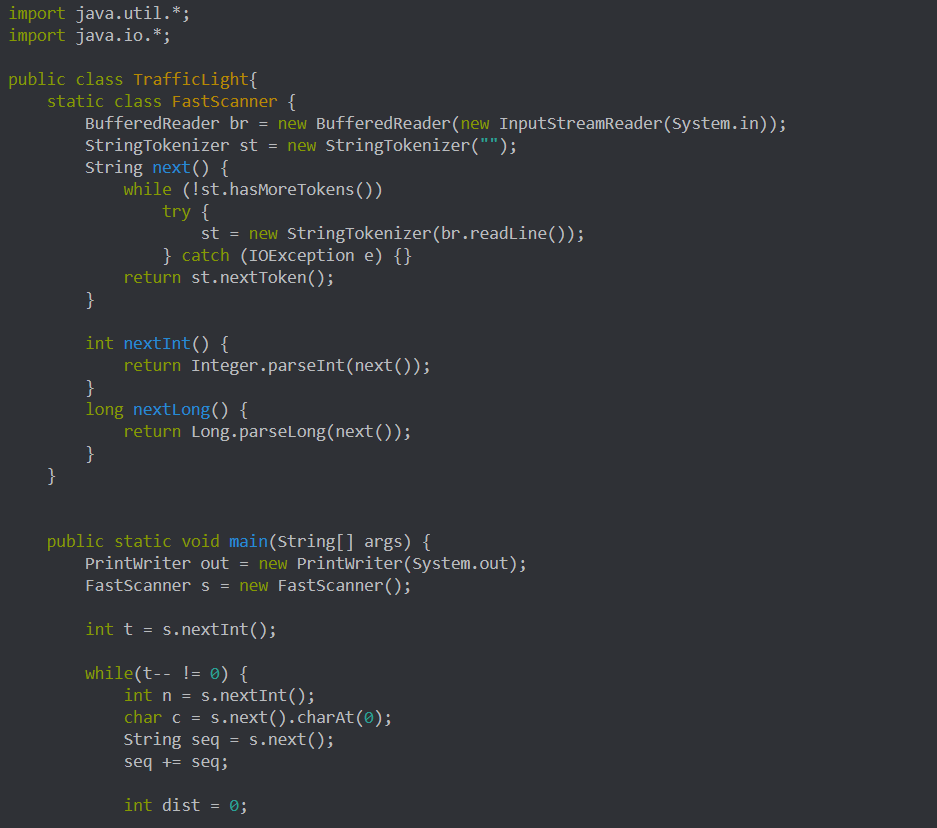 import java.util.*;
import java.io.*;
public class TrafficLight{
    static class FastScanner {
        BufferedReader br = new BufferedReader(new InputStreamReader(System.in));
        StringTokenizer st = new StringTokenizer("");
        String next() {
            while (!st.hasMoreTokens())
                try {
                    st = new StringTokenizer(br.readLine());
                } catch (IOException e) {}
            return st.nextToken();
        }
        int nextInt() {
            return Integer.parseInt(next());
        }
        long nextLong() {
            return Long.parseLong(next());
        }
    }
    public static void main(String[] args) {
        PrintWriter out = new PrintWriter(System.out);
        FastScanner s = new FastScanner();
        int t = s.nextInt();
        while(t-- != 0) {
            int n = s.nextInt();
            char c = s.next().charAt(0);
            String seq = s.next();
            seq += seq;
            int dist = 0;